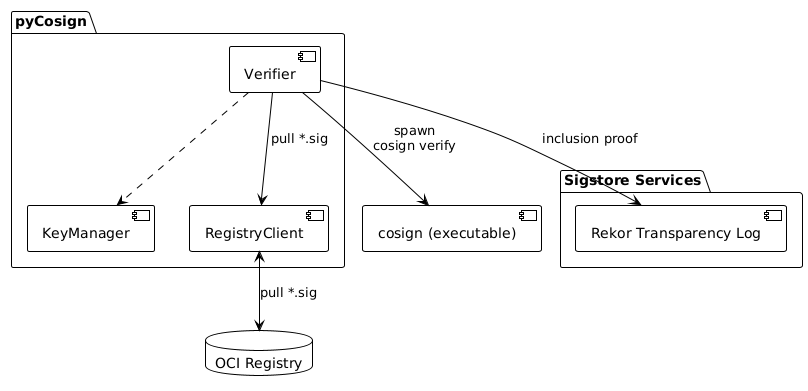 pyCosign
Verifier
pull *.sig
spawn
cosign verify
inclusion proof
Sigstore Services
KeyManager
RegistryClient
cosign (executable)
Rekor Transparency Log
pull *.sig
OCI Registry